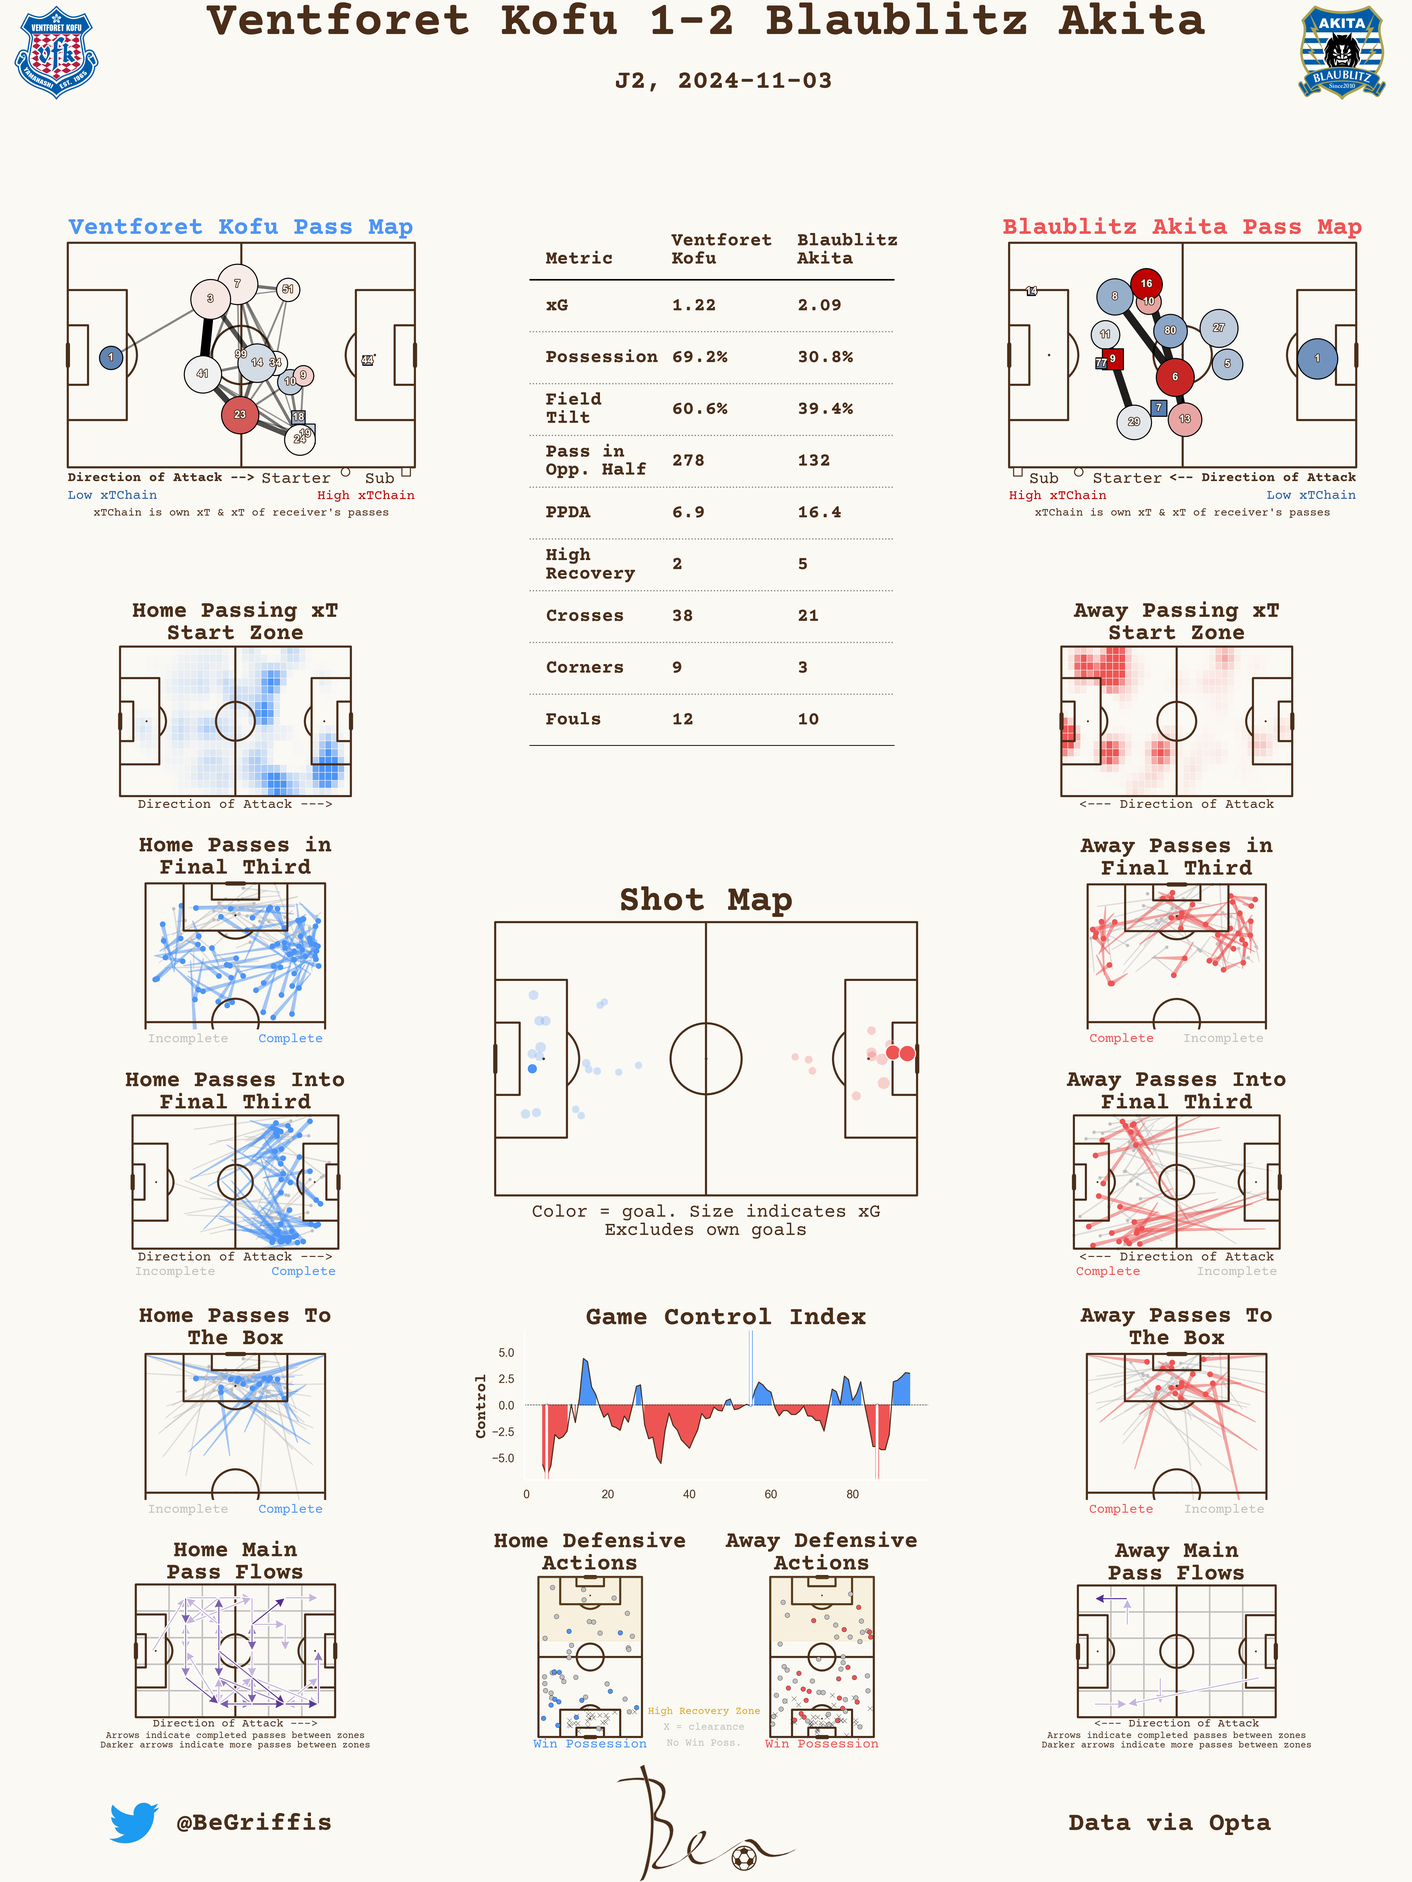 Ventforet Kofu 1-2 Blaublitz Akita
J2, 2024-11-03
VENTFORET KOFU
vfk
YAMANASHI EST. 1965
AKITA
BLAUBLITZ
Since2010
Ventforet Kofu Pass Map
1
3
7
51
99
14
34
41
10
9
23
18
19
24
44
Direction of Attack --> Starter Sub
Low xTChain High xTChain
xTChain is own xT & xT of receiver's passes
Metric Ventforet Kofu Blaublitz Akita
xG 1.22 2.09
Possession 69.2% 30.8%
Field Tilt 60.6% 39.4%
Pass in Opp. Half 278 132
PPDA 6.9 16.4
High Recovery 2 5
Crosses 38 21
Corners 9 3
Fouls 12 10
Blaublitz Akita Pass Map
14
8
16
10
11
80
27
77
9
5
1
6
7
29
13
Sub Starter <-- Direction of Attack
High xTChain Low xTChain
xTChain is own xT & xT of receiver's passes
Home Passing xT
Start Zone
Direction of Attack --->
Away Passing xT
Start Zone
<--- Direction of Attack
Home Passes in
Final Third
Incomplete Complete
Away Passes in
Final Third
Complete Incomplete
Shot Map
Color = goal. Size indicates xG
Excludes own goals
Home Passes Into
Final Third
Direction of Attack --->
Incomplete Complete
Away Passes Into
Final Third
<--- Direction of Attack
Complete Incomplete
Home Passes To
The Box
Incomplete Complete
Game Control Index
Control
5.0
2.5
0.0
−2.5
−5.0
0 20 40 60 80
Away Passes To
The Box
Complete Incomplete
Home Main
Pass Flows
Direction of Attack --->
Arrows indicate completed passes between zones
Darker arrows indicate more passes between zones
Home Defensive
Actions
Win Possession
High Recovery Zone
X = clearance
No Win Poss.
Away Defensive
Actions
Win Possession
Away Main
Pass Flows
<--- Direction of Attack
Arrows indicate completed passes between zones
Darker arrows indicate more passes between zones
@BeGriffis
Ben
Data via Opta